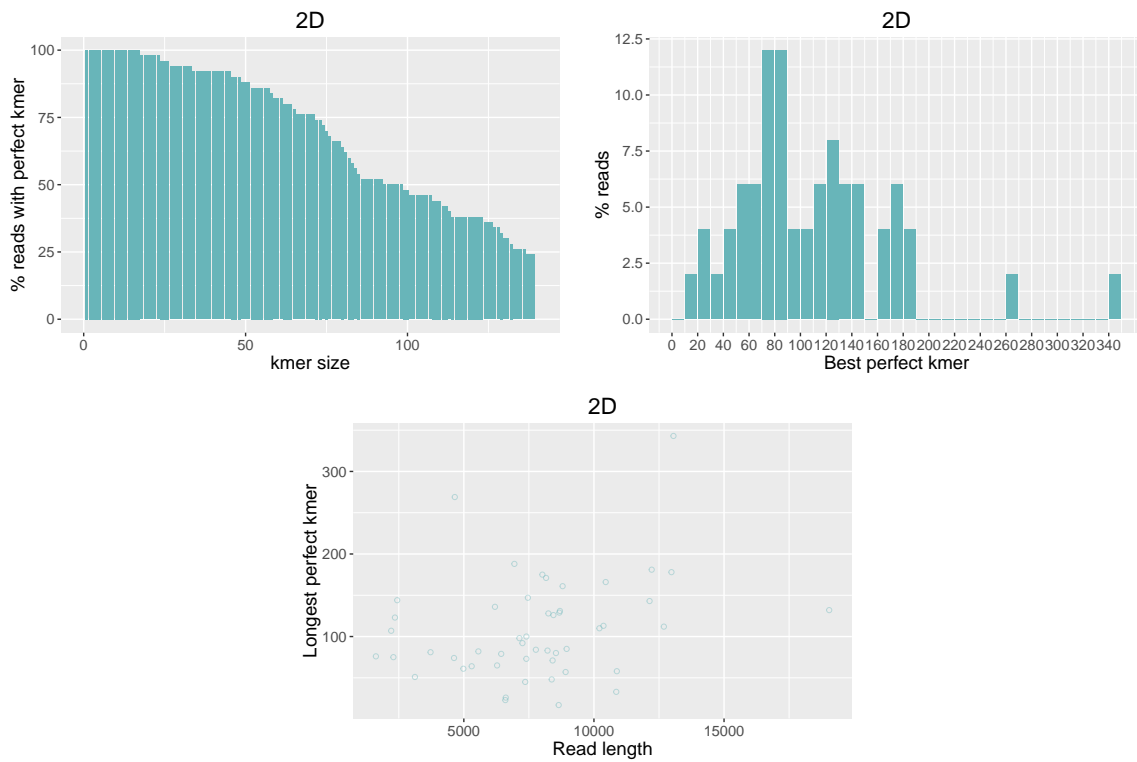 2D
% reads with perfect kmer
100
75
50
25
0
0 50 100
kmer size
2D
% reads
12.5
10.0
7.5
5.0
2.5
0.0
0 20 40 60 80 100 120 140 160 180 200 220 240 260 280 300 320 340
Best perfect kmer
2D
Longest perfect kmer
300
200
100
5000 10000 15000
Read length